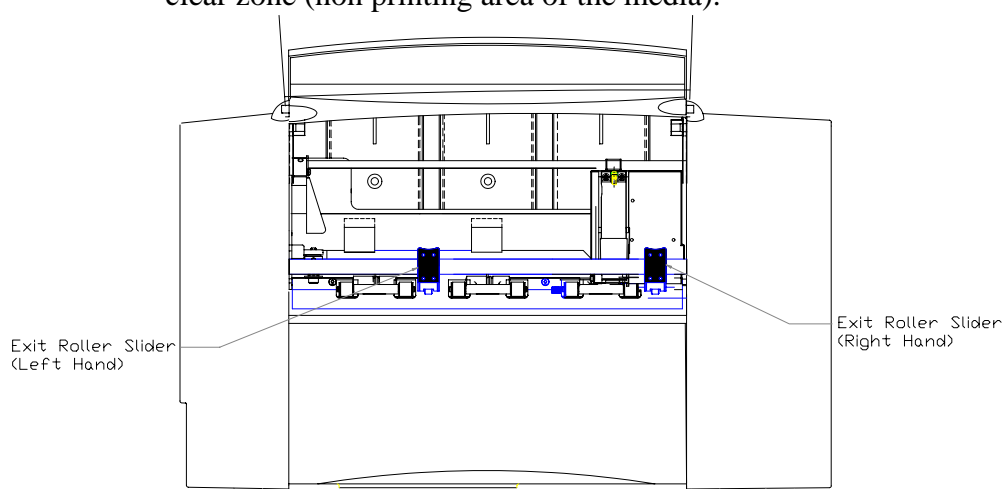 clear zone (non printing area of the media).
Exit Roller Slider
(Left Hand)
Exit Roller Slider
(Right Hand)